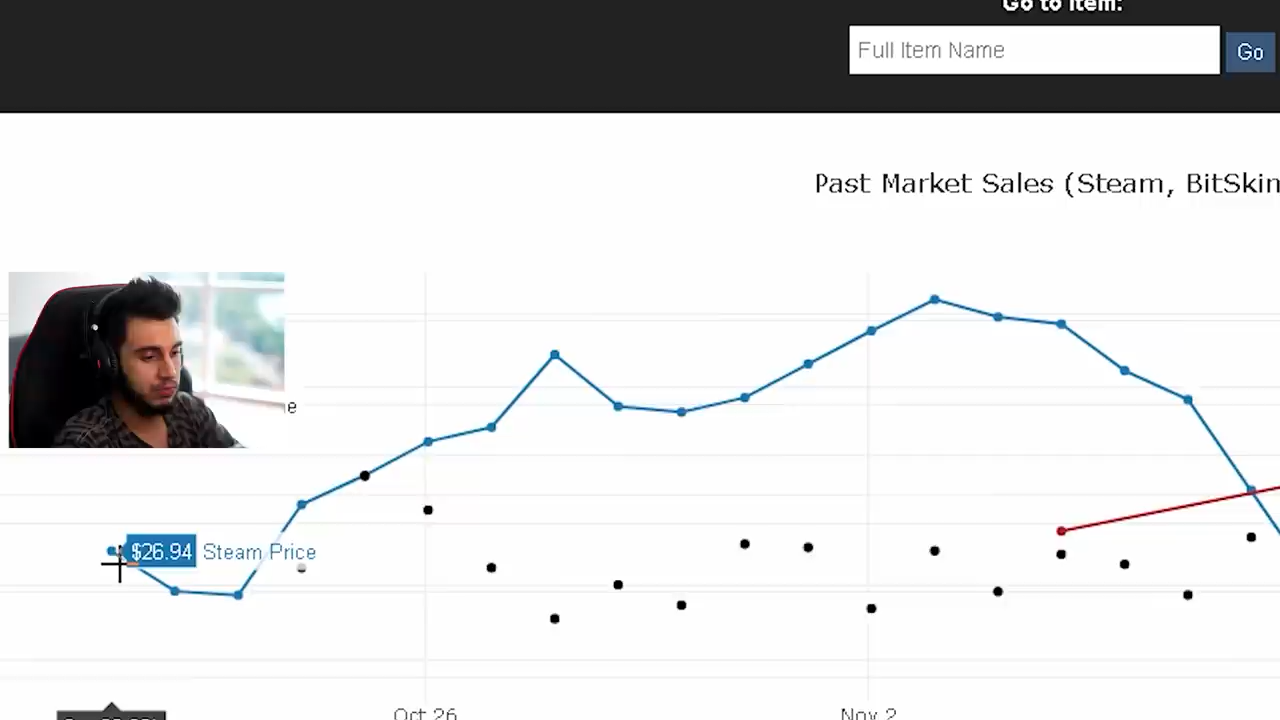 Go to Item:
Full Item Name
Go
Past Market Sales (Steam, BitSkin
e
$26.94 Steam Price
Oct 26
Nov 2